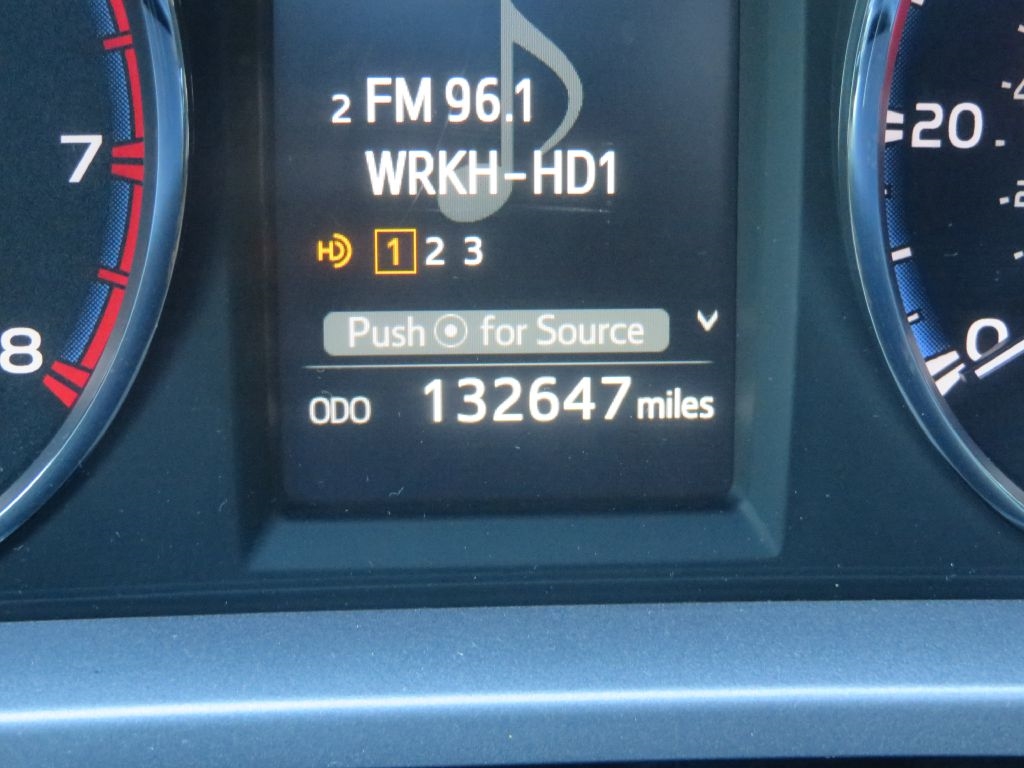 2 FM 96.1
WRKH-HD1
HD 1 2 3
Push for Source
ODO 132647 miles
7
8
20
0